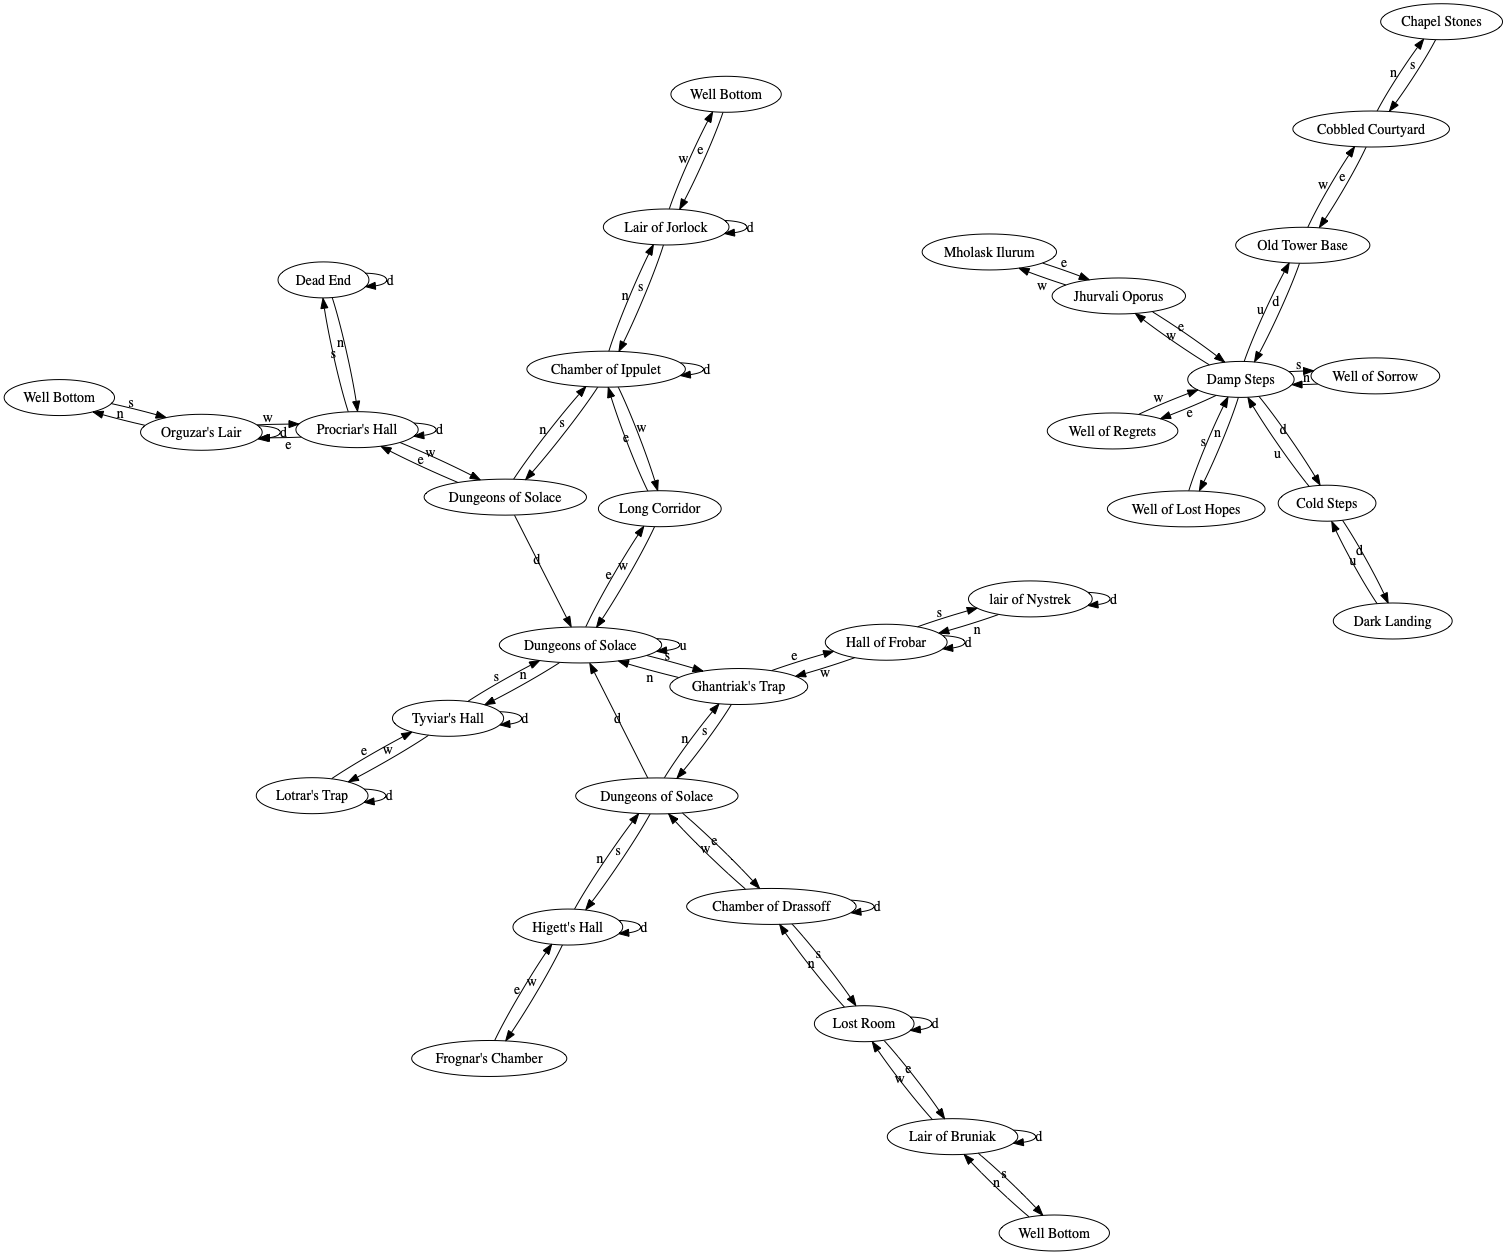 Chapel Stones
n
s
Well Bottom
Cobbled Courtyard
w
e
w
e
Lair of Jorlock
d
Old Tower Base
Mholask Ilurum
e
w
Jhurvali Oporus
Dead End
d
n
s
u
d
e
w
n
s
Chamber of Ippulet
d
Damp Steps
s
n
Well of Sorrow
Well Bottom
s
n
w
e
Well of Regrets
Orguzar's Lair
d
w
e
Procriar's Hall
d
n
s
e
w
s
n
d
u
w
e
Dungeons of Solace
Long Corridor
Well of Lost Hopes
Cold Steps
d
e
w
d
u
lair of Nystrek
d
Dark Landing
s
n
Dungeons of Solace
u
s
n
e
w
Hall of Frobar
d
Ghantriak's Trap
s
n
Tyviar's Hall
d
d
n
s
e
w
Lotrar's Trap
d
Dungeons of Solace
n
s
w
e
Chamber of Drassoff
d
Higett's Hall
d
s
n
e
w
Lost Room
d
Frognar's Chamber
e
w
Lair of Bruniak
d
s
n
Well Bottom